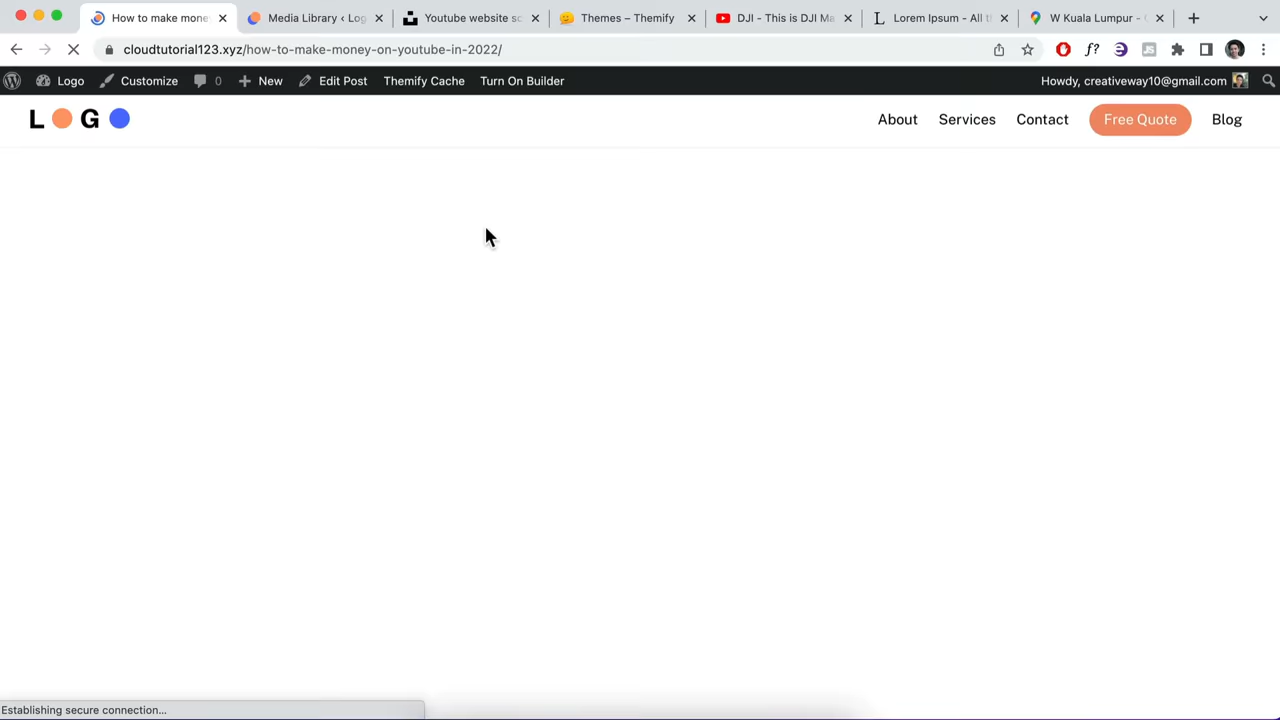 How to make mone
Media Library ‹ Log
Youtube website sc
Themes – Themify
DJI - This is DJI Ma
Lorem Ipsum - All t
W Kuala Lumpur -
cloudtutorial123.xyz/how-to-make-money-on-youtube-in-2022/
f?
JS
Logo
Customize
0
New
Edit Post
Themify Cache
Turn On Builder
Howdy, creativeway10@gmail.com
L G
About
Services
Contact
Free Quote
Blog
Establishing secure connection...